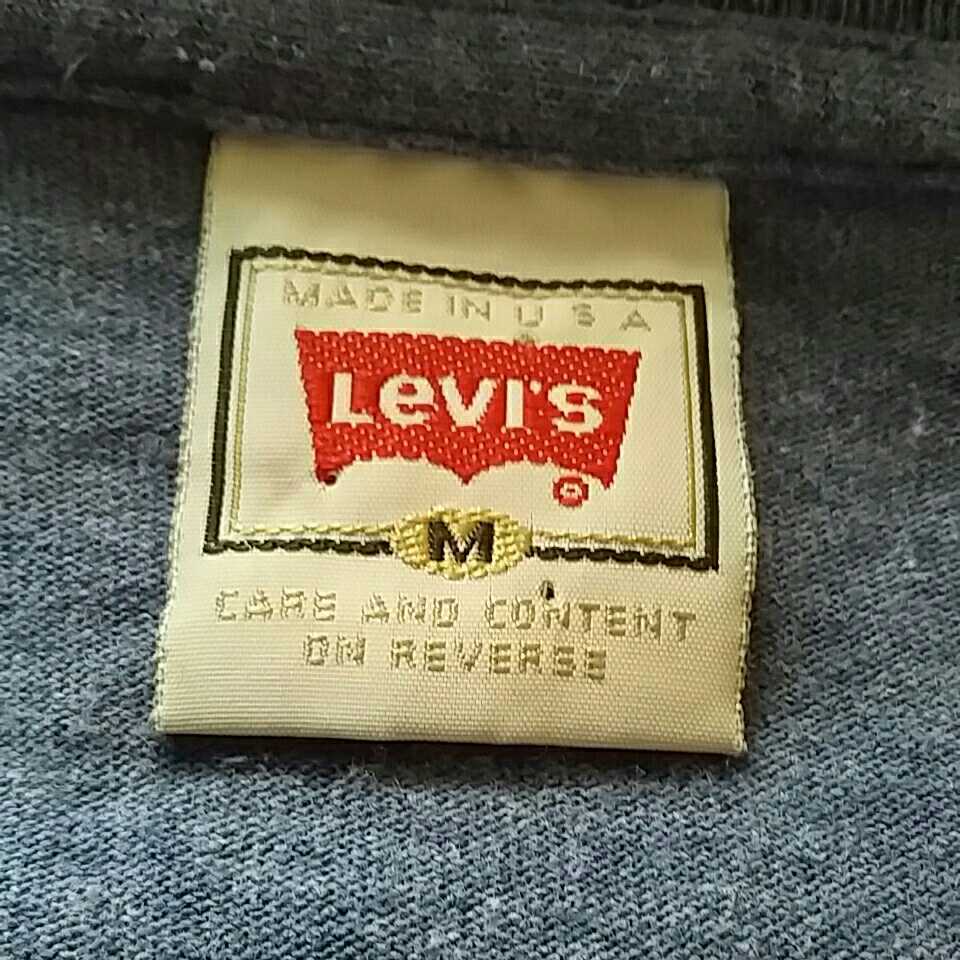 MADE IN U S A
Levi's
®
M
CARE AND CONTENT
ON REVERSE